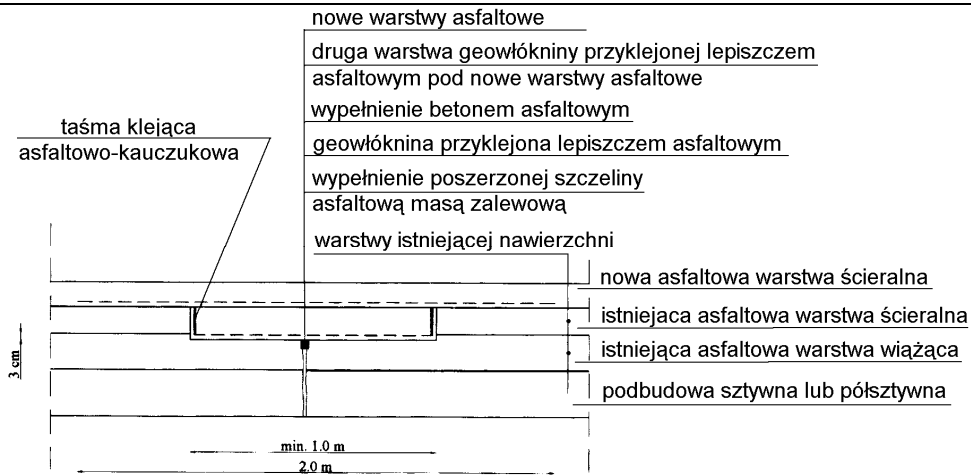 nowe warstwy asfaltowe
druga warstwa geowłókniny przyklejonej lepiszczem
asfaltowym pod nowe warstwy asfaltowe
wypełnienie betonem asfaltowym
taśma klejąca
asfaltowo-kauczukowa
geowłóknina przyklejona lepiszczem asfaltowym
wypełnienie poszerzonej szczeliny
asfaltową masą zalewową
warstwy istniejącej nawierzchni
nowa asfaltowa warstwa ścieralna
istniejaca asfaltowa warstwa ścieralna
istniejąca asfaltowa warstwa wiążąca
3 cm
podbudowa sztywna lub półsztywna
min. 1.0 m
2.0 m